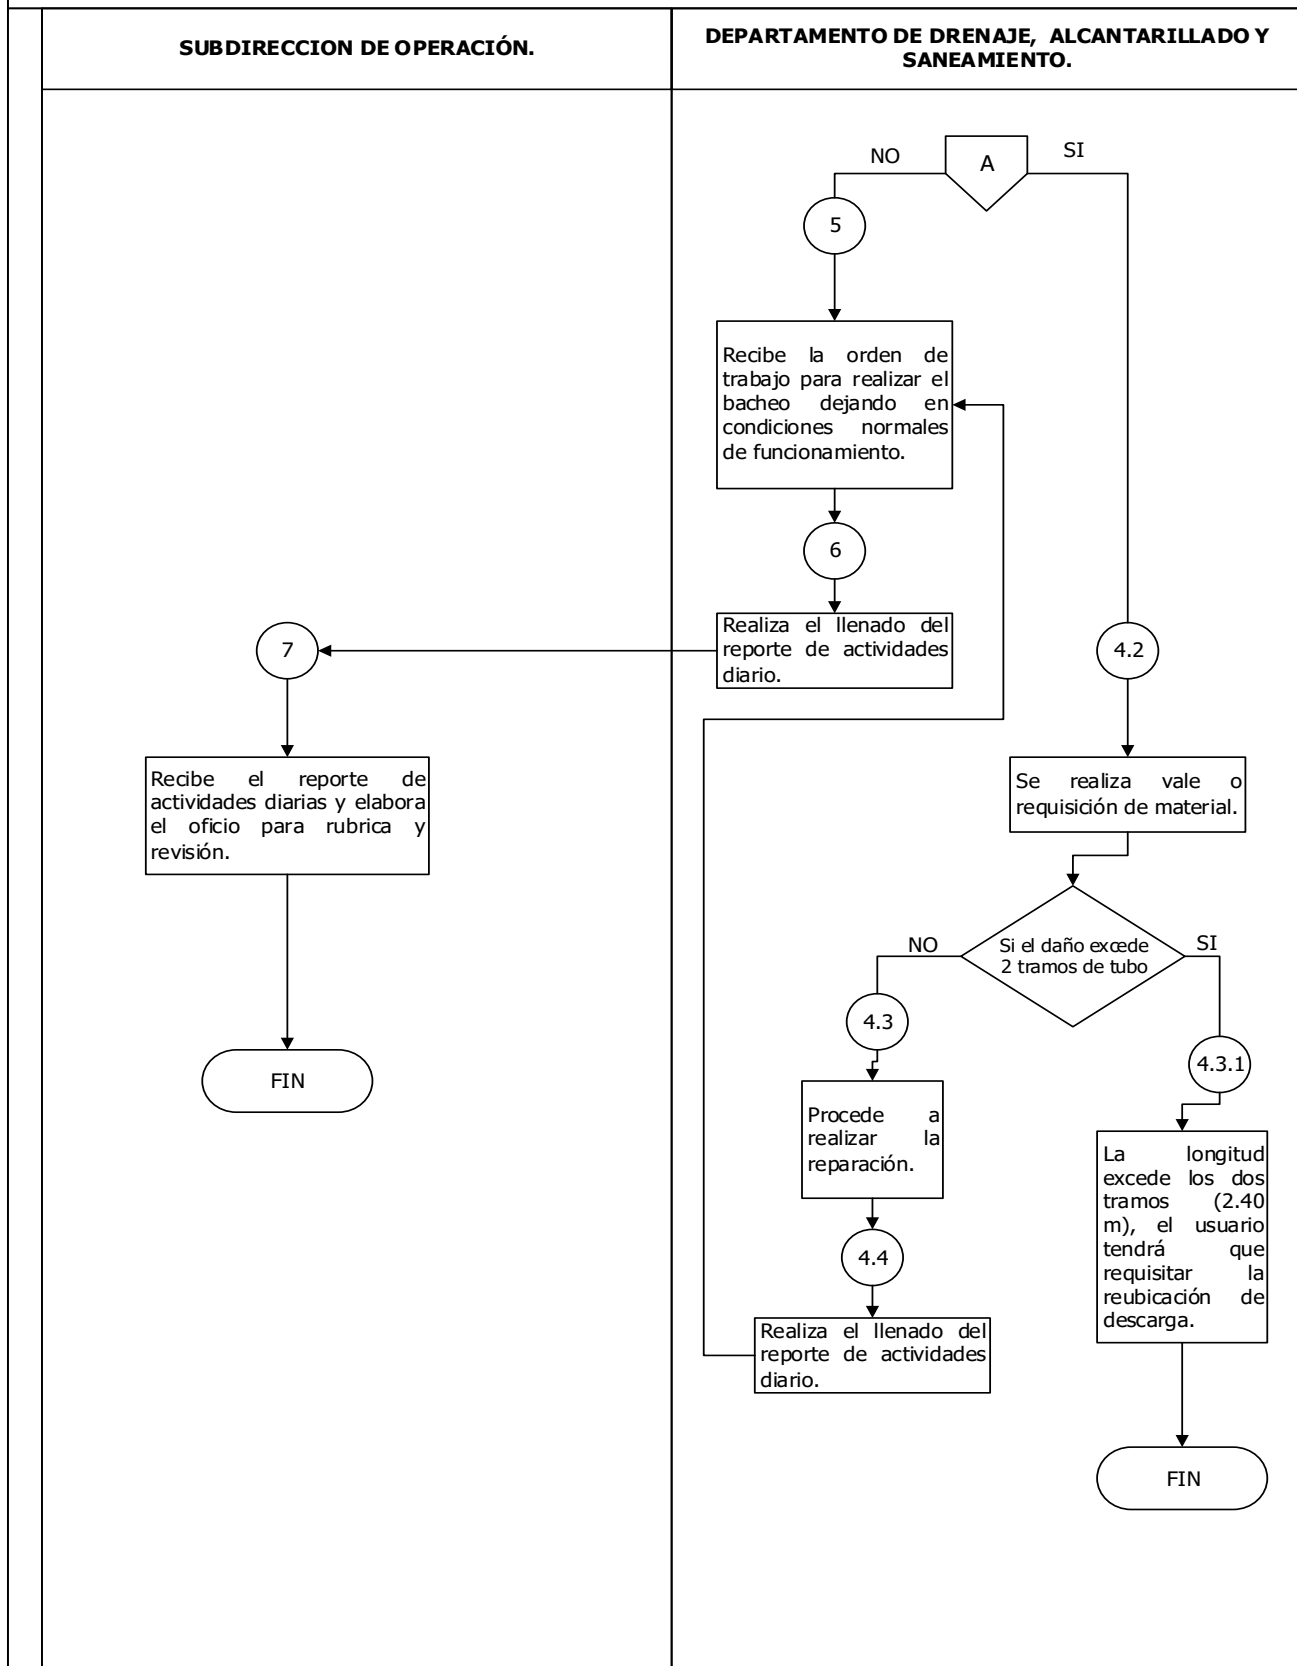 SUBDIRECCION DE OPERACIÓN.
DEPARTAMENTO DE DRENAJE, ALCANTARILLADO Y
SANEAMIENTO.
NO
A
SI
5
Recibe la orden de
trabajo para realizar el
bacheo dejando en
condiciones normales
de funcionamiento.
6
Realiza el llenado del
reporte de actividades
diario.
7
4.2
Recibe el reporte de
actividades diarias y elabora
el oficio para rubrica y
revisión.
Se realiza vale o
requisición de material.
NO
Si el daño excede
2 tramos de tubo
SI
4.3
4.3.1
FIN
Procede a
realizar la
reparación.
La longitud
excede los dos
tramos (2.40
m), el usuario
tendrá que
requisitar la
reubicación de
descarga.
4.4
Realiza el llenado del
reporte de actividades
diario.
FIN